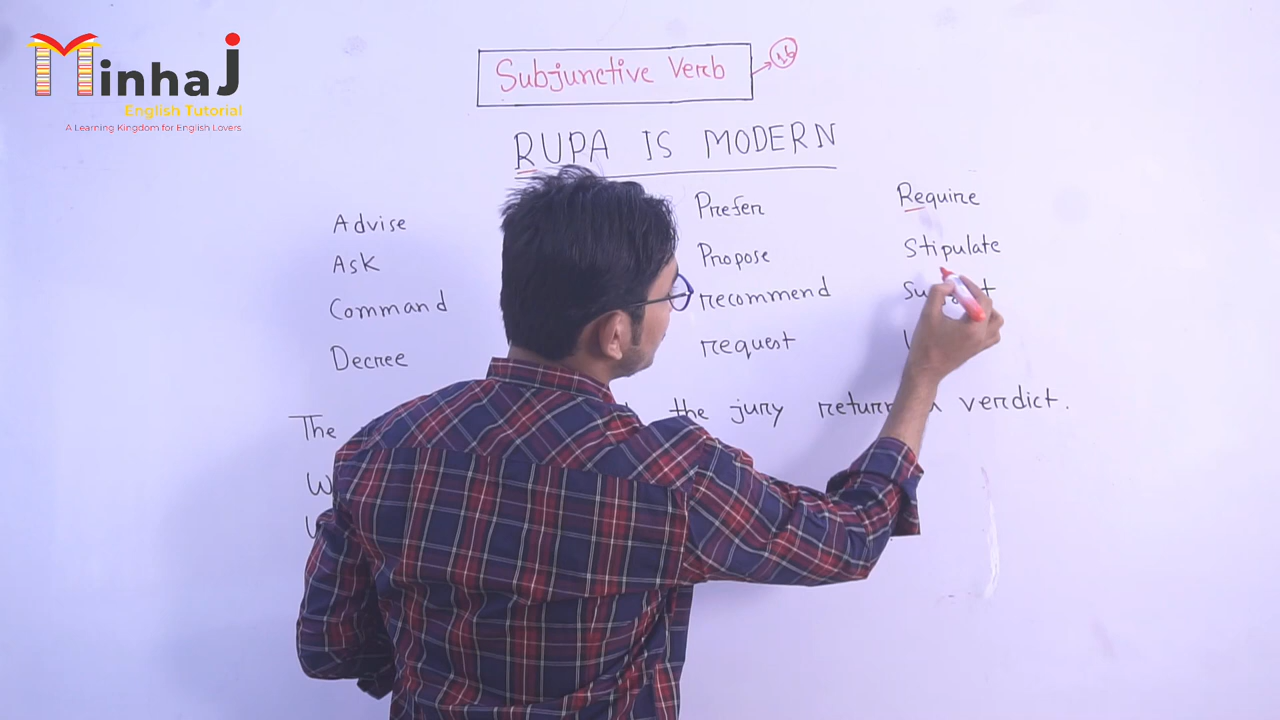 MinhaJ
English Tutorial
A Learning Kingdom for English Lovers
Subjunctive Verb
16
RUPA IS MODERN
Advise Prefer Require
Ask Propose Stipulate
Command recommend
Decree request
The the jury verdict.